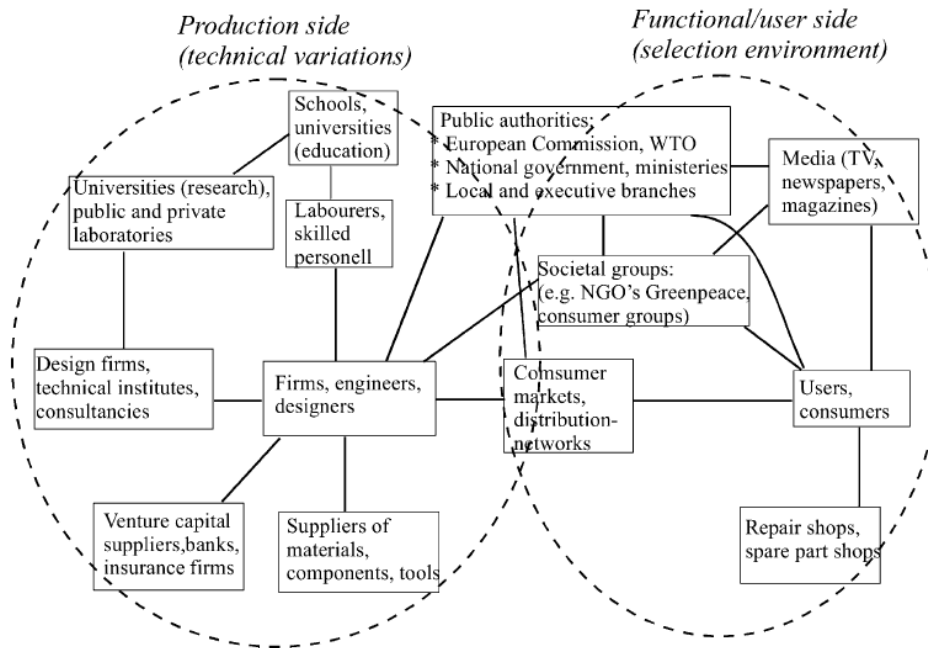 Production side
(technical variations)
Functional/user side
(selection environment)
Schools,
universities
(education)
Public authorities:
* European Commission, WTO
* National government, ministeries
* Local and executive branches
Media (TV,
newspapers,
magazines)
Universities (research),
public and private
laboratories
Labourers,
skilled
personell
Societal groups:
(e.g. NGO's Greenpeace,
consumer groups)
Design firms,
technical institutes,
consultancies
Firms, engineers,
designers
Comsumer
markets,
distribution-
networks
Users,
consumers
Venture capital
suppliers,banks,
insurance firms
Suppliers of
materials,
components, tools
Repair shops,
spare part shops